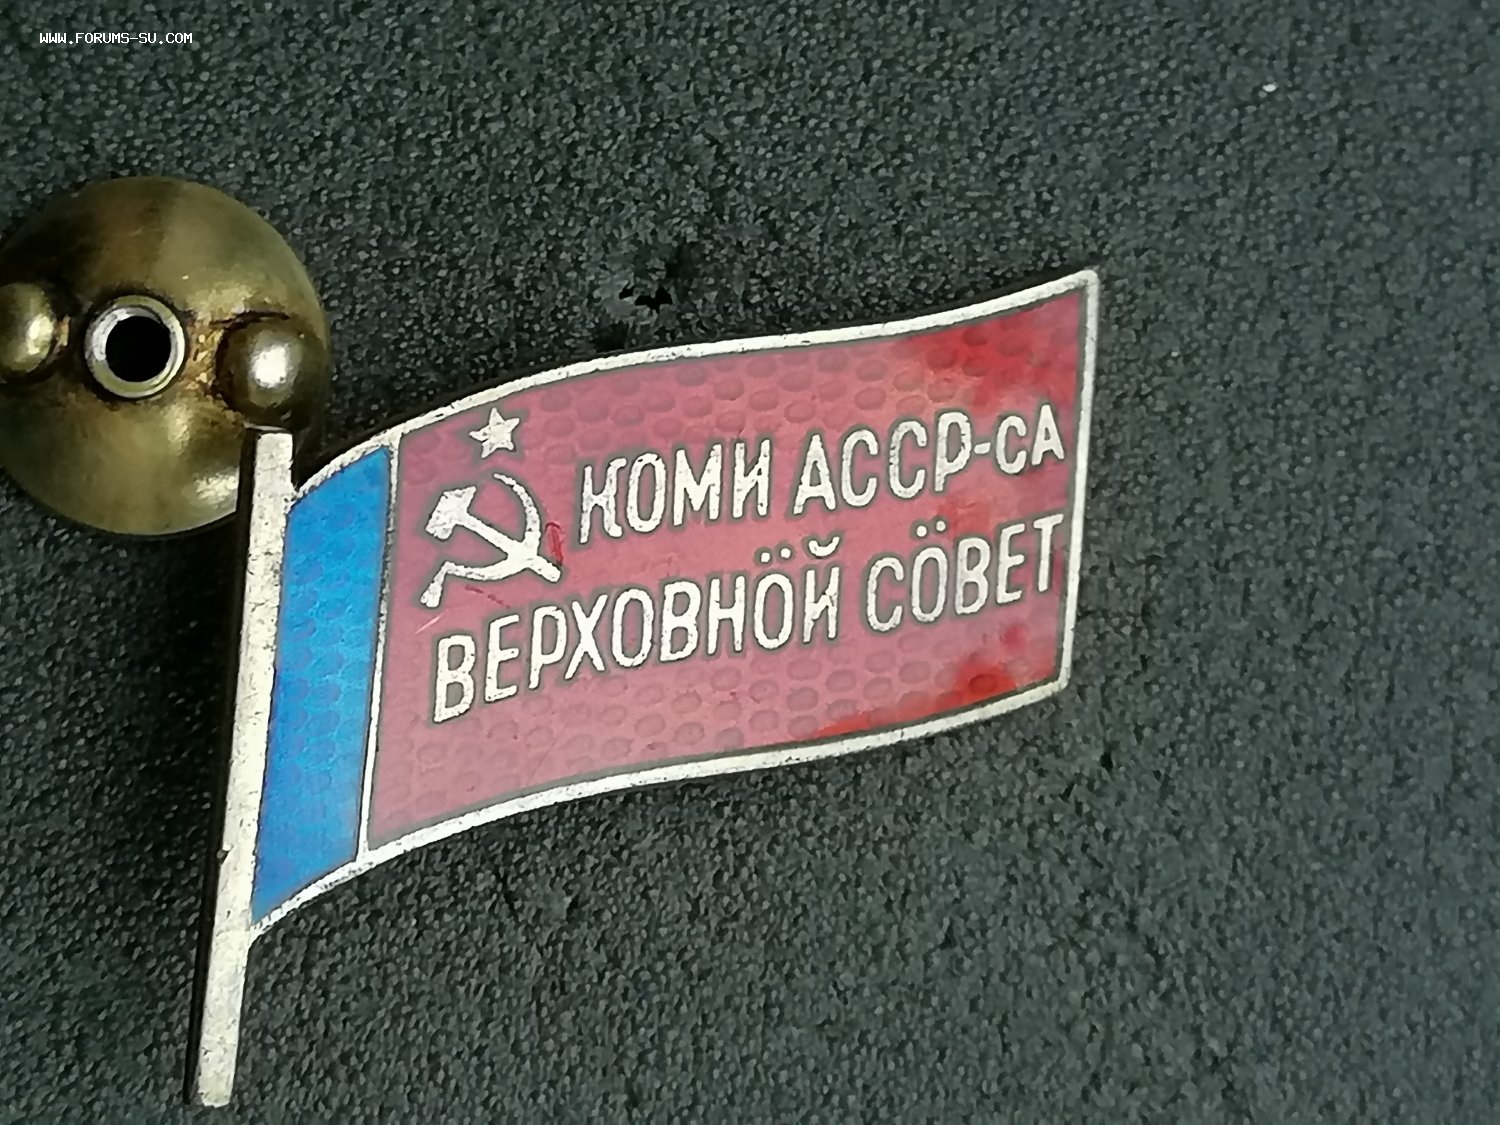 WWW.FORUMS-SU.COM
КОМИ АССР-са
ВЕРХОВНӦЙ СӦВЕТ